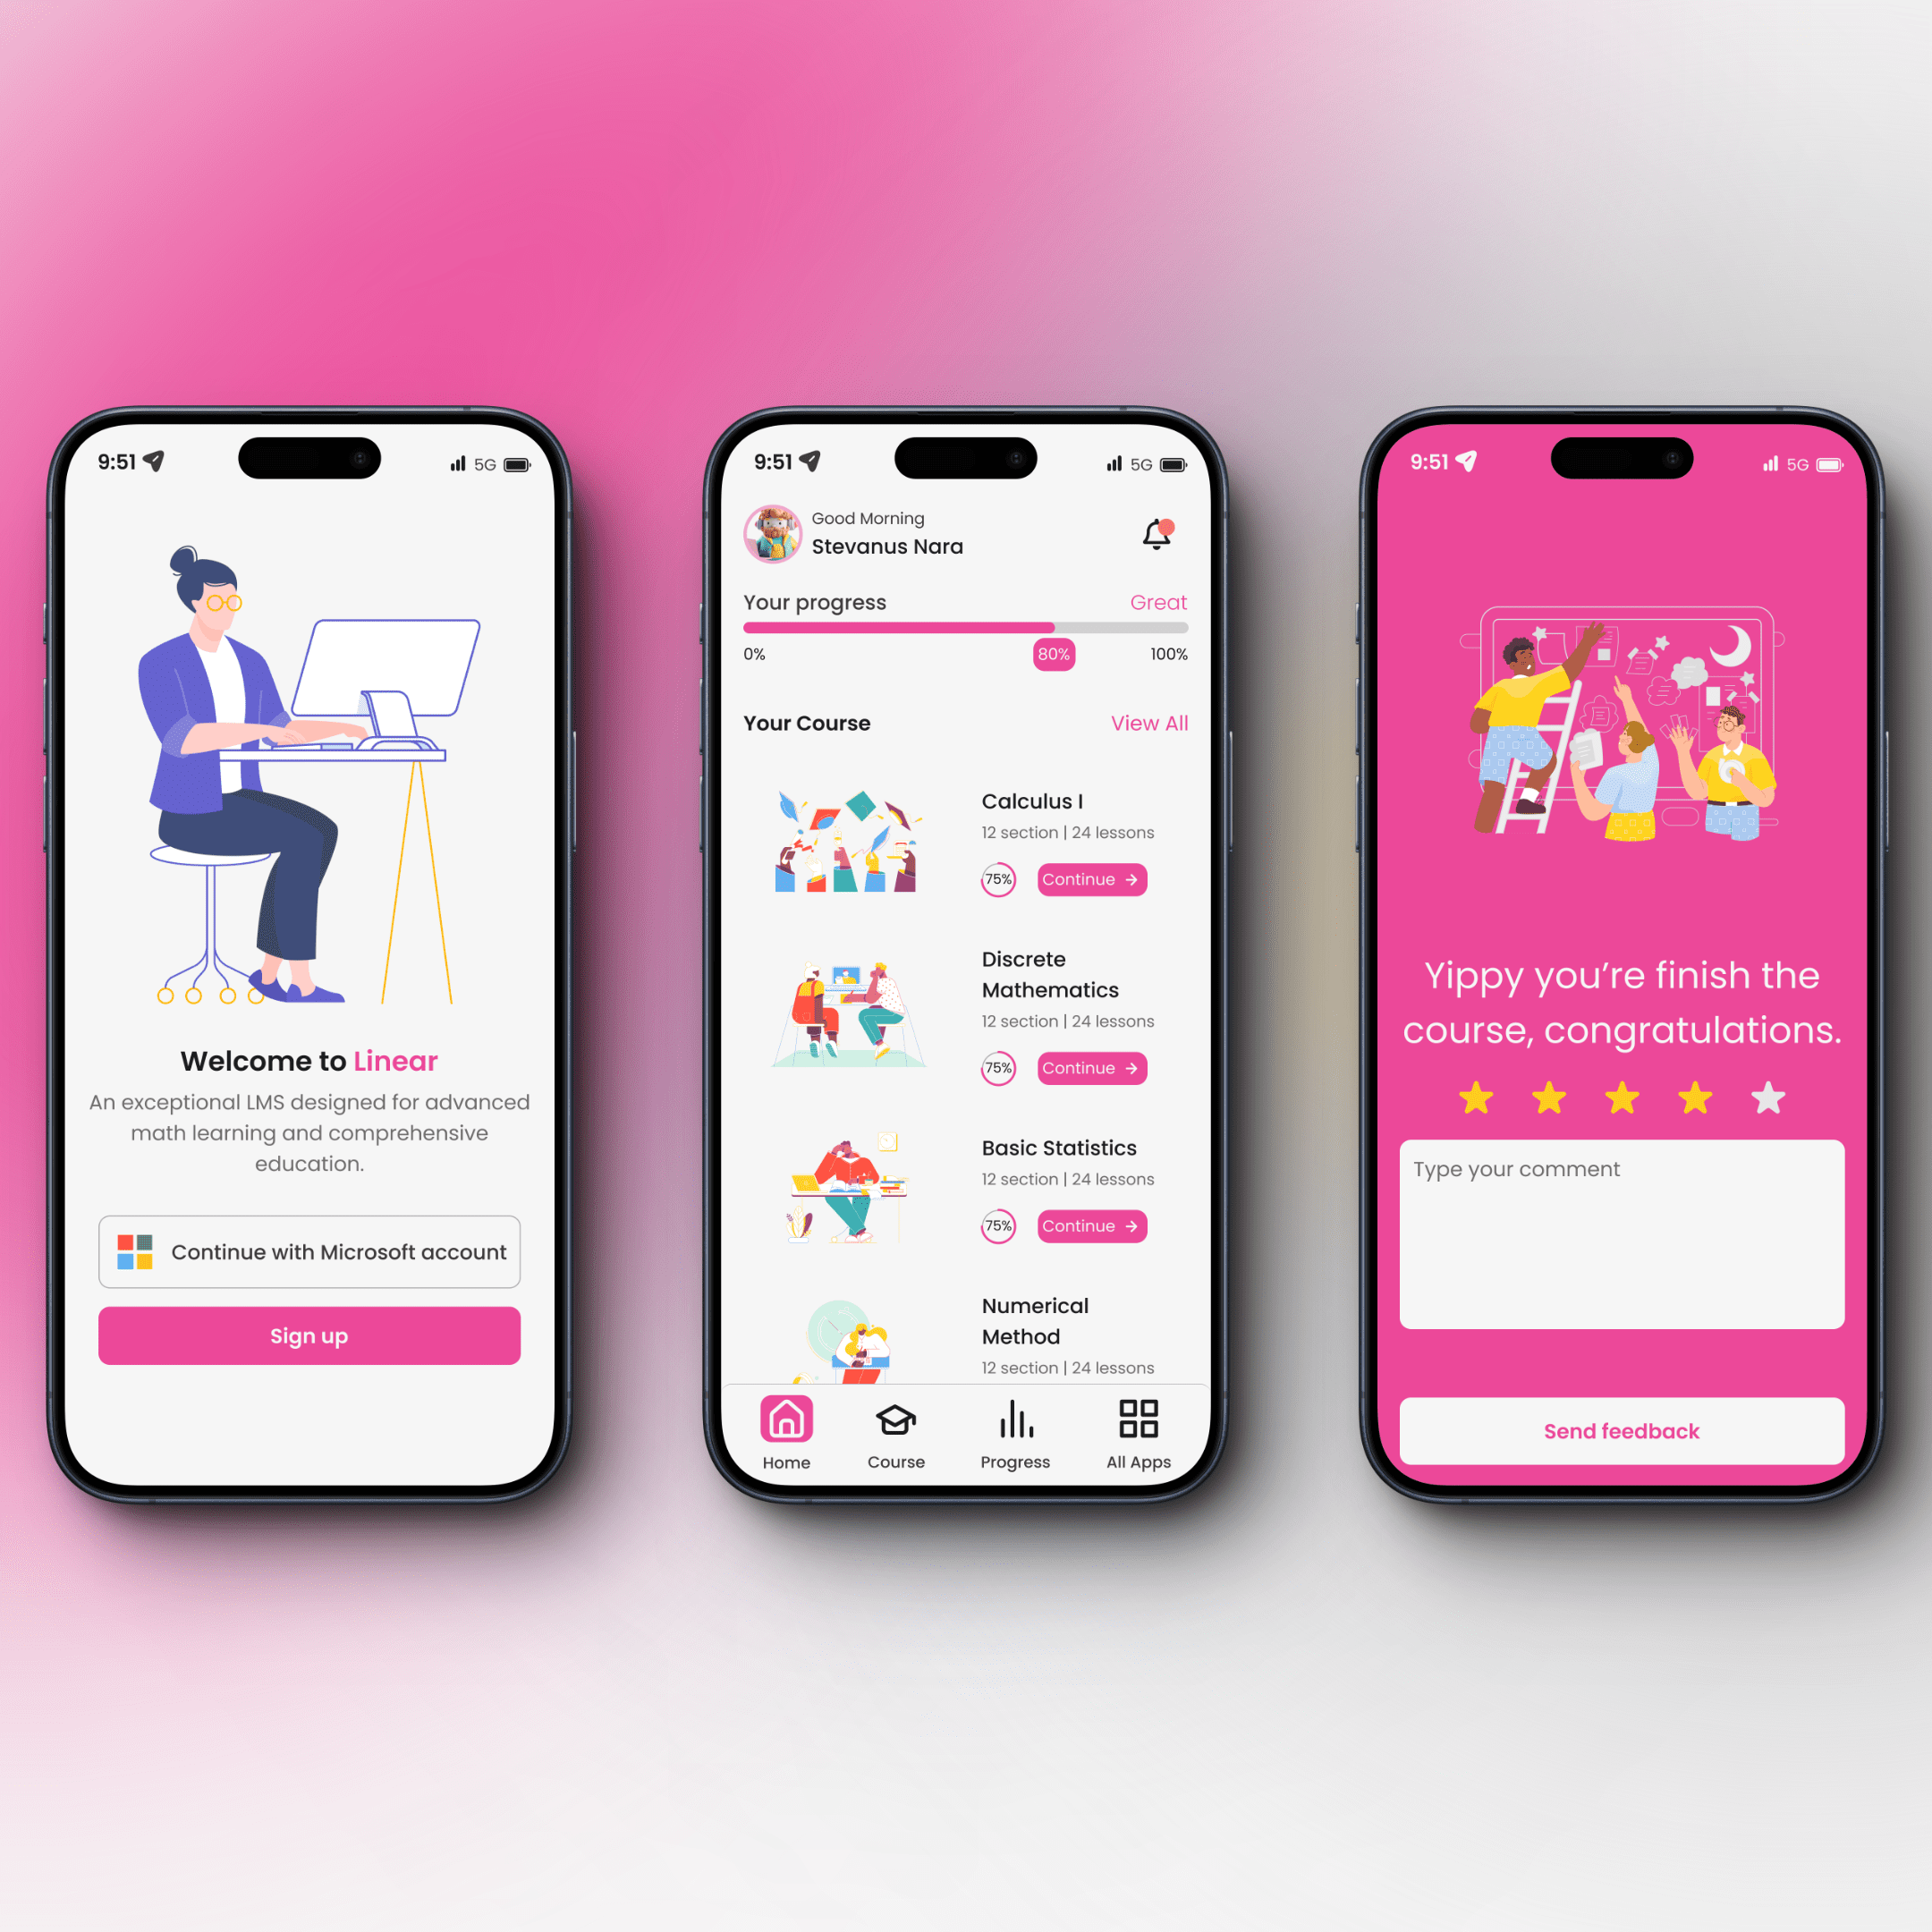 9:51
5G
Welcome to Linear
An exceptional LMS designed for advanced
math learning and comprehensive
education.
Continue with Microsoft account
Sign up
9:51
5G
Good Morning
Stevanus Nara
Your progress
Great
0%
80%
100%
Your Course
View All
Calculus I
12 section | 24 lessons
75%
Continue
Discrete
Mathematics
12 section | 24 lessons
75%
Continue
Basic Statistics
12 section | 24 lessons
75%
Continue
Numerical
Method
12 section | 24 lessons
Home
Course
Progress
All Apps
9:51
5G
Yippy you’re finish the
course, congratulations.
Type your comment
Send feedback